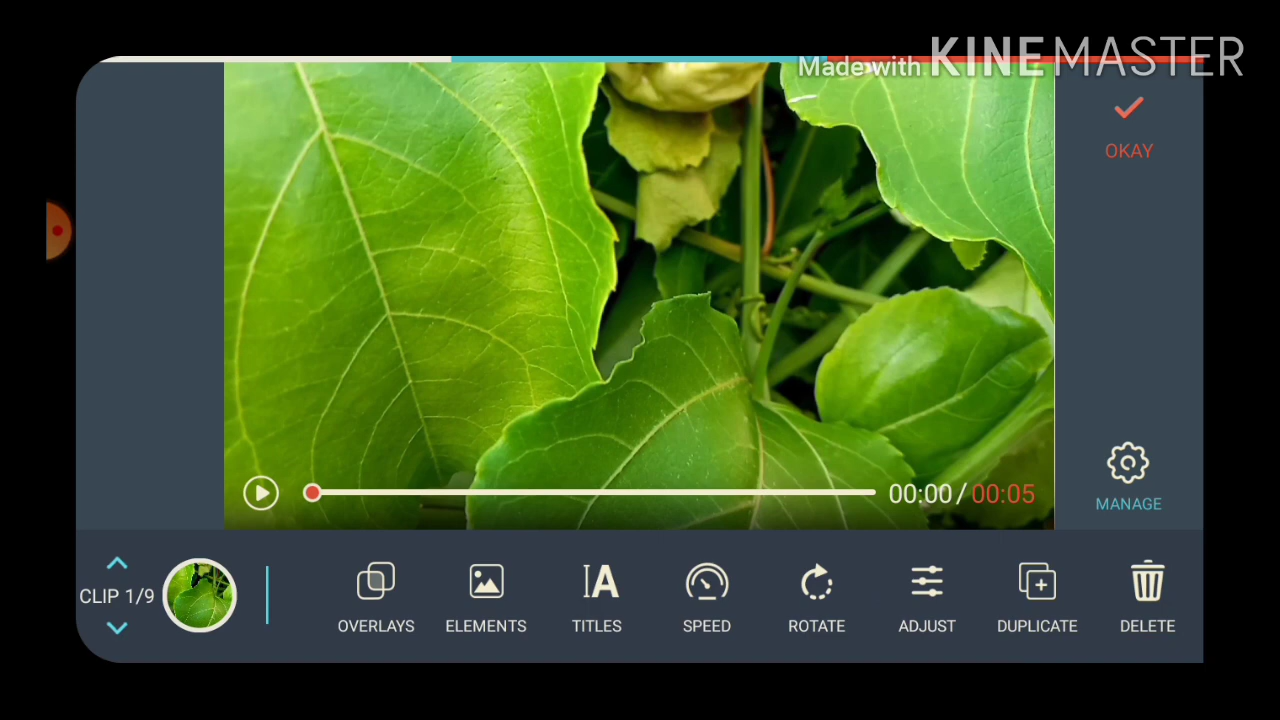 Made with KINEMASTER
OKAY
00:00 / 00:05
MANAGE
CLIP 1/9
OVERLAYS
ELEMENTS
TITLES
SPEED
ROTATE
ADJUST
DUPLICATE
DELETE